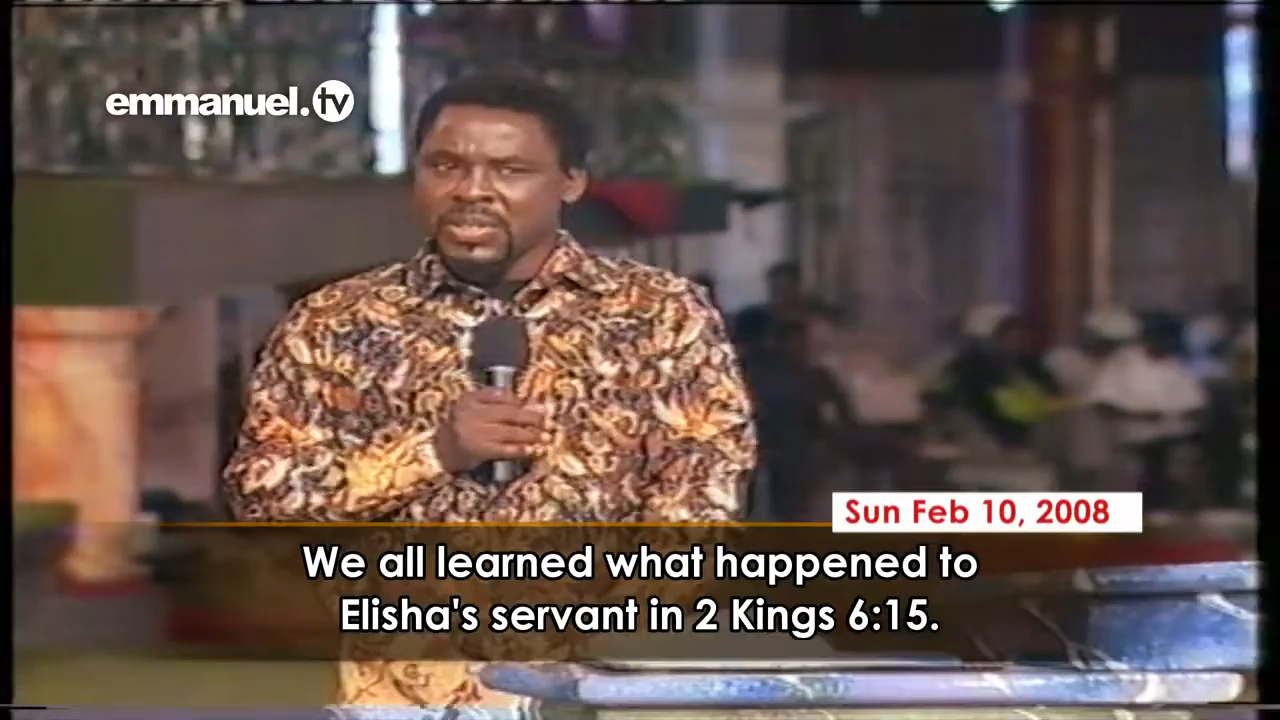 emmanuel.tv
Sun Feb 10, 2008
We all learned what happened to
Elisha's servant in 2 Kings 6:15.